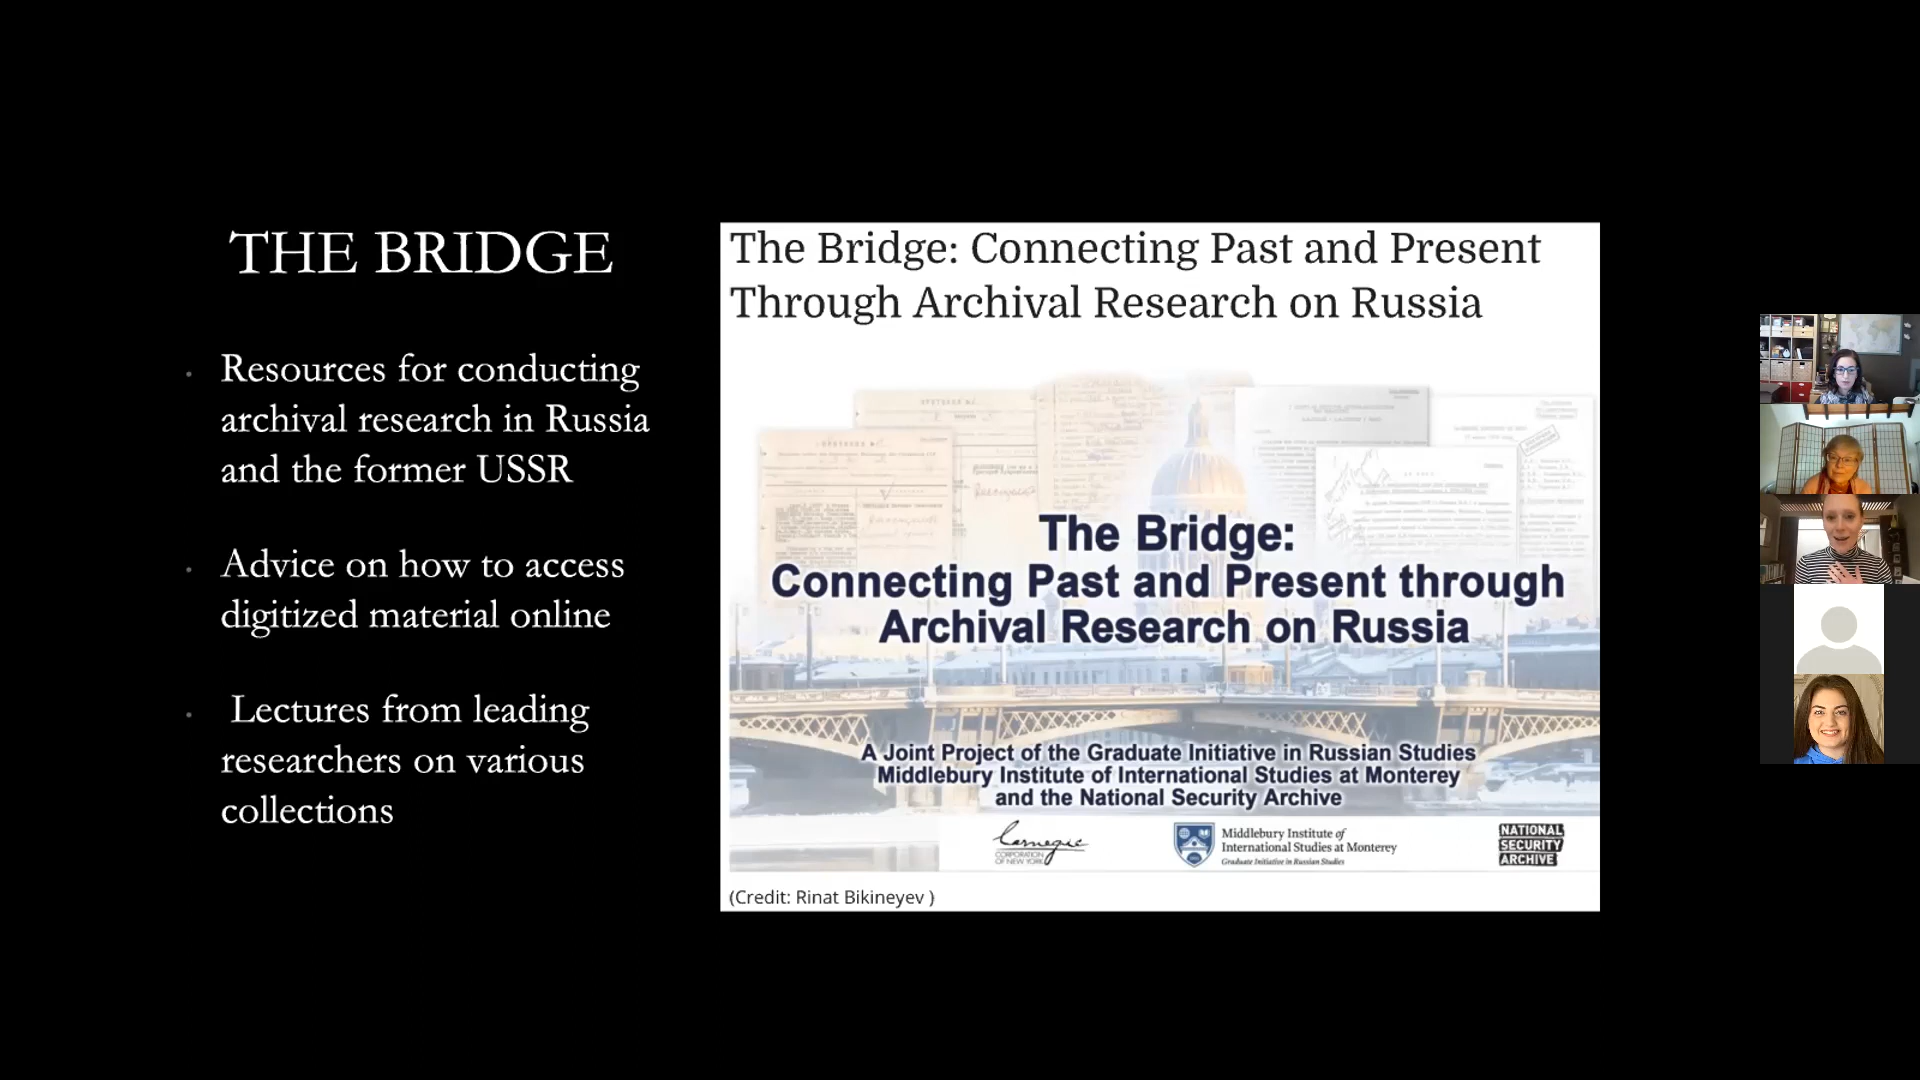 THE BRIDGE
Resources for conducting
archival research in Russia
and the former USSR
Advice on how to access
digitized material online
Lectures from leading
researchers on various
collections
The Bridge: Connecting Past and Present
Through Archival Research on Russia
The Bridge:
Connecting Past and Present through
Archival Research on Russia
A Joint Project of the Graduate Initiative in Russian Studies
Middlebury Institute of International Studies at Monterey
and the National Security Archive
Carnegie
CORPORATION
OF NEW YORK
Middlebury Institute of
International Studies at Monterey
Graduate Initiative in Russian Studies
NATIONAL
SECURITY
ARCHIVE
(Credit: Rinat Bikineyev )